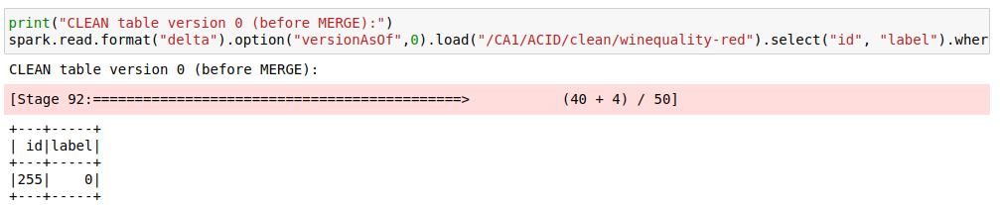 print("CLEAN table version 0 (before MERGE):")
spark.read.format("delta").option("versionAsOf",0).load("/CA1/ACID/clean/winequality-red").select("id", "label").wher
CLEAN table version 0 (before MERGE):
[Stage 92:============================================>           (40 + 4) / 50]
+---+-----+
| id|label|
+---+-----+
|255|    0|
+---+-----+